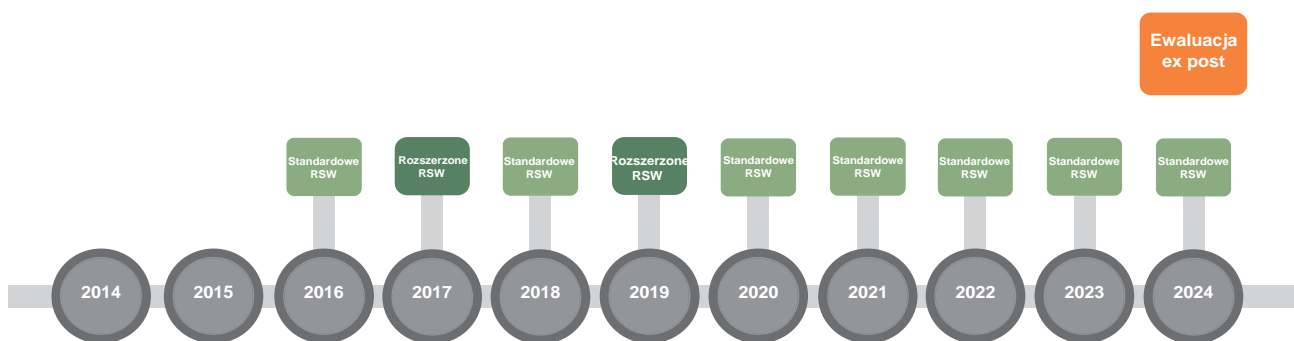 Ewaluacja
ex post
Standardowe
RSW
Rozszerzone
RSW
Standardowe
RSW
Rozszerzone
RSW
Standardowe
RSW
Standardowe
RSW
Standardowe
RSW
Standardowe
RSW
Standardowe
RSW
2014
2015
2016
2017
2018
2019
2020
2021
2022
2023
2024